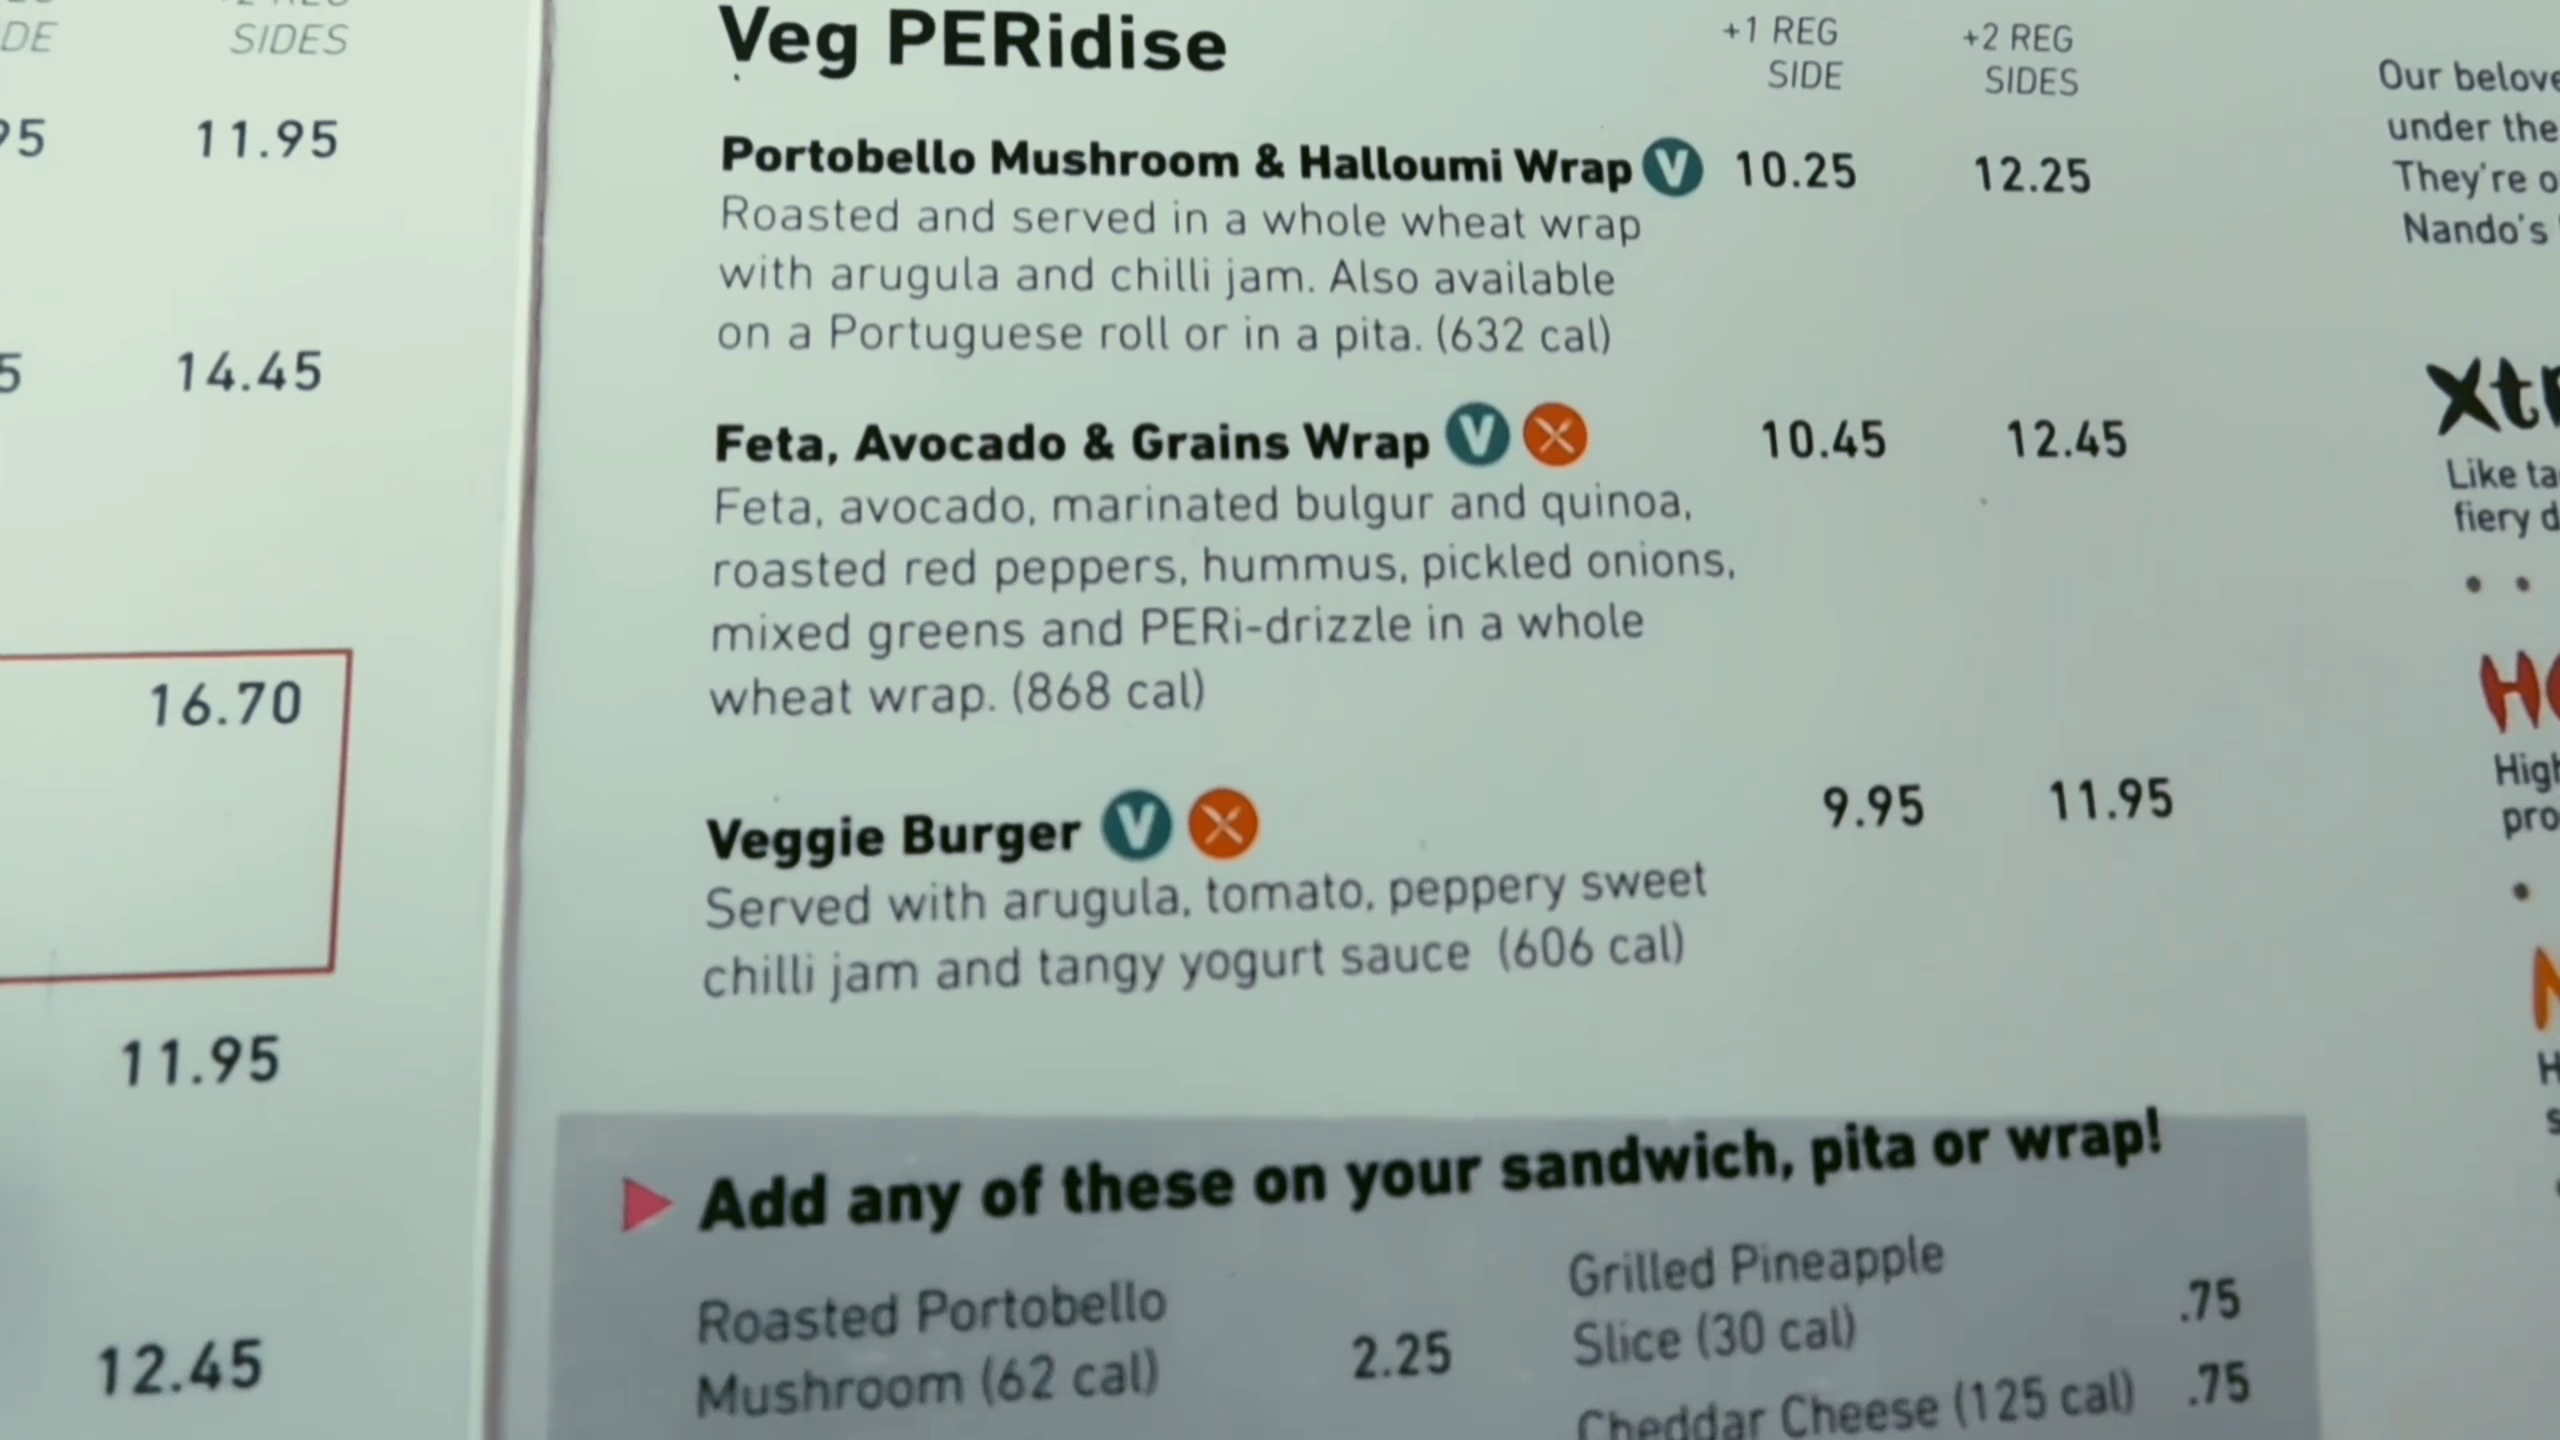 SIDES
11.95
14.45
16.70
11.95
12.45
Veg PERidise
+1 REG
SIDE
+2 REG
SIDES
Portobello Mushroom & Halloumi Wrap V 10.25 12.25
Roasted and served in a whole wheat wrap
with arugula and chilli jam. Also available
on a Portuguese roll or in a pita. (632 cal)
Feta, Avocado & Grains Wrap V 10.45 12.45
Feta, avocado, marinated bulgur and quinoa,
roasted red peppers, hummus, pickled onions,
mixed greens and PERi-drizzle in a whole
wheat wrap. (868 cal)
Veggie Burger V 9.95 11.95
Served with arugula, tomato, peppery sweet
chilli jam and tangy yogurt sauce (606 cal)
Add any of these on your sandwich, pita or wrap!
Roasted Portobello
Mushroom (62 cal) 2.25
Grilled Pineapple
Slice (30 cal) .75
Cheddar Cheese (125 cal) .75
Our
under the
They're
Nando's
Like
fiery